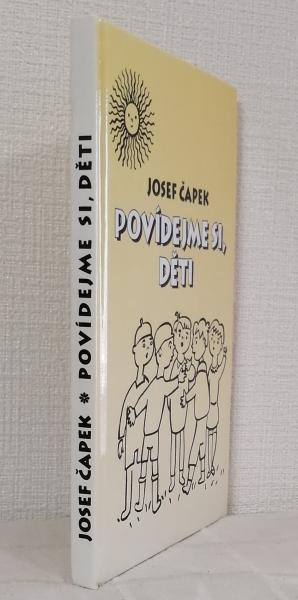 JOSEF ČAPEK
POVÍDEJME SI,
DĚTI
JOSEF ČAPEK * POVÍDEJME SI, DĚTI